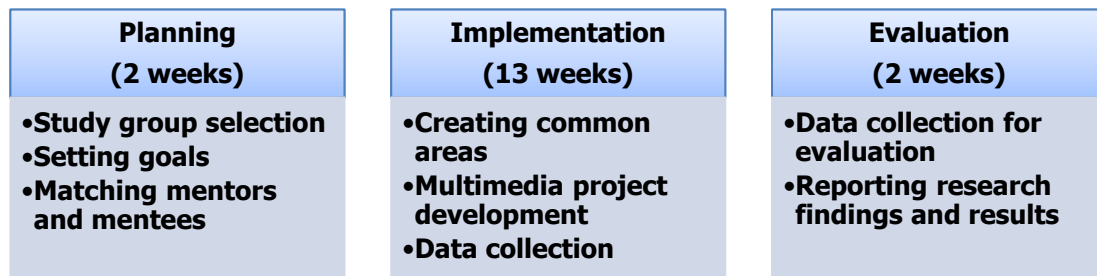 Planning
(2 weeks)
•Study group selection
•Setting goals
•Matching mentors
and mentees
Implementation
(13 weeks)
•Creating common
areas
•Multimedia project
development
•Data collection
Evaluation
(2 weeks)
•Data collection for
evaluation
•Reporting research
findings and results